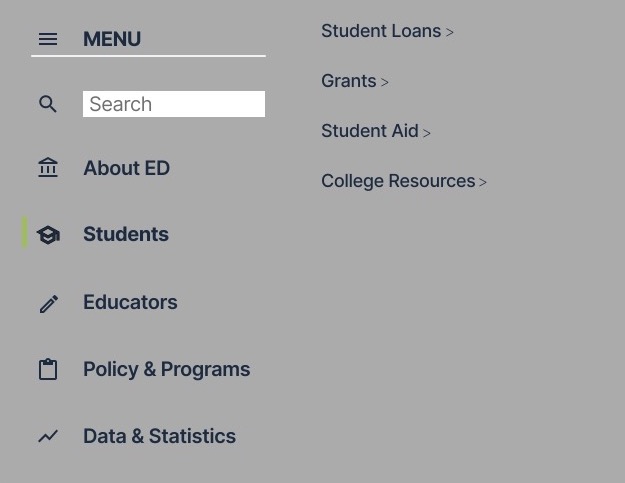 MENU
Search
About ED
Students
Educators
Policy & Programs
Data & Statistics
Student Loans >
Grants >
Student Aid >
College Resources >